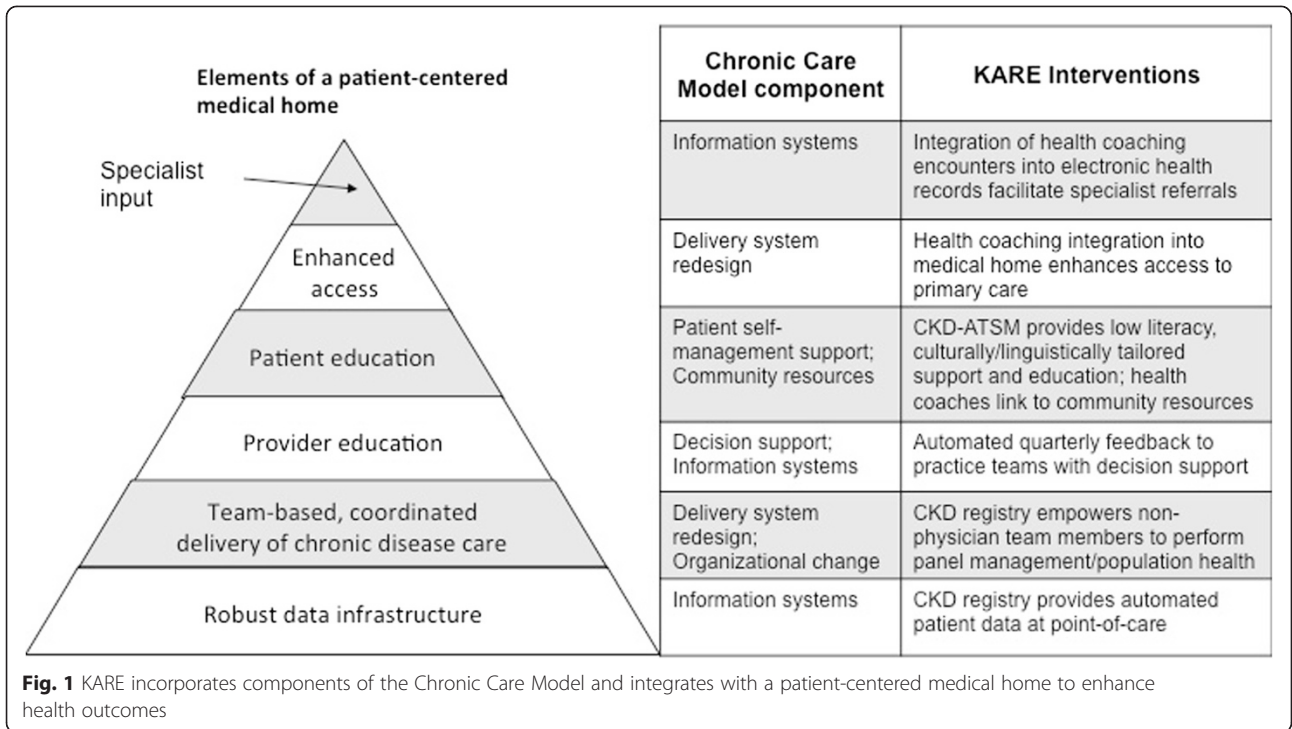 Elements of a patient-centered
medical home
Specialist
input
Enhanced
access
Patient education
Provider education
Team-based, coordinated
delivery of chronic disease care
Robust data infrastructure
Chronic Care
Model component
KARE Interventions
Information systems
Integration of health coaching
encounters into electronic health
records facilitate specialist referrals
Delivery system
redesign
Health coaching integration into
medical home enhances access to
primary care
Patient self-
management support;
Community resources
CKD-ATSM provides low literacy,
culturally/linguistically tailored
support and education; health
coaches link to community resources
Decision support;
Information systems
Automated quarterly feedback to
practice teams with decision support
Delivery system
redesign;
Organizational change
CKD registry empowers non-
physician team members to perform
panel management/population health
Information systems
CKD registry provides automated
patient data at point-of-care
Fig. 1 KARE incorporates components of the Chronic Care Model and integrates with a patient-centered medical home to enhance
health outcomes